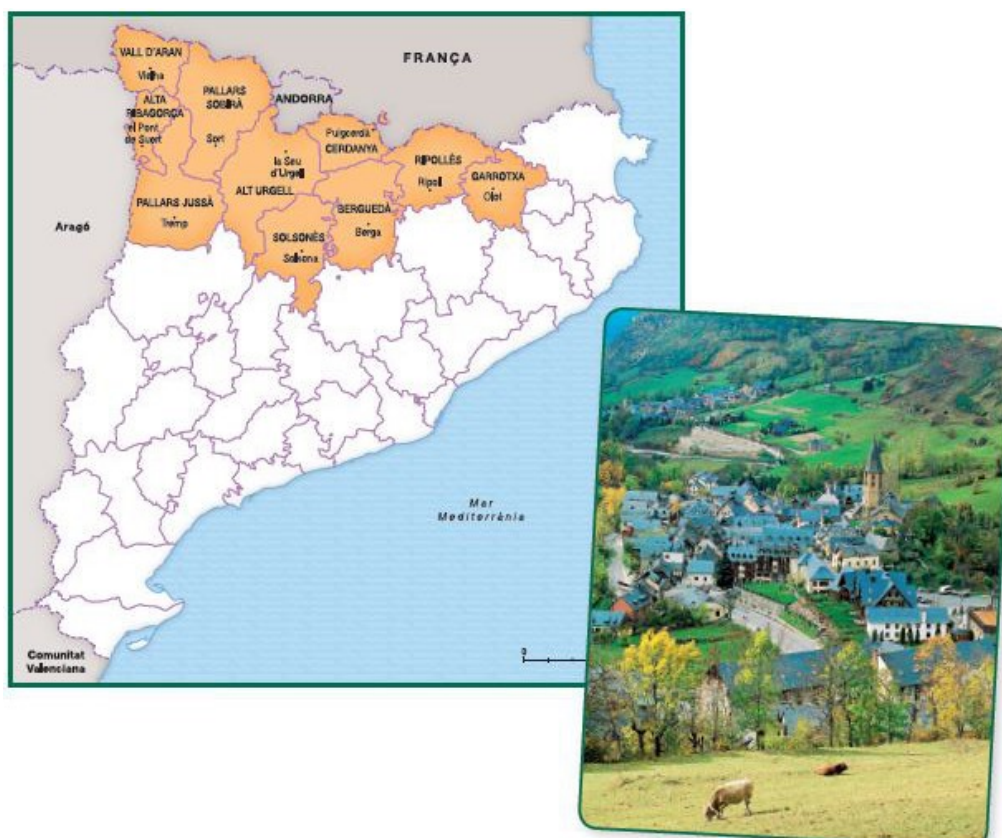 FRANÇA
VALL D'ARAN
Vielha
PALLARS
SOBIRÀ
Sort
ANDORRA
ALTA
RIBAGORÇA
el Pont
de Suert
Puigcerdà
CERDANYA
la Seu
d'Urgell
ALT URGELL
RIPOLLÈS
Ripoll
GARROTXA
Olot
PALLARS JUSSÀ
Tremp
BERGUEDÀ
Berga
SOLSONÈS
Solsona
Aragó
Mar
Mediterrània
Comunitat
Valenciana
0